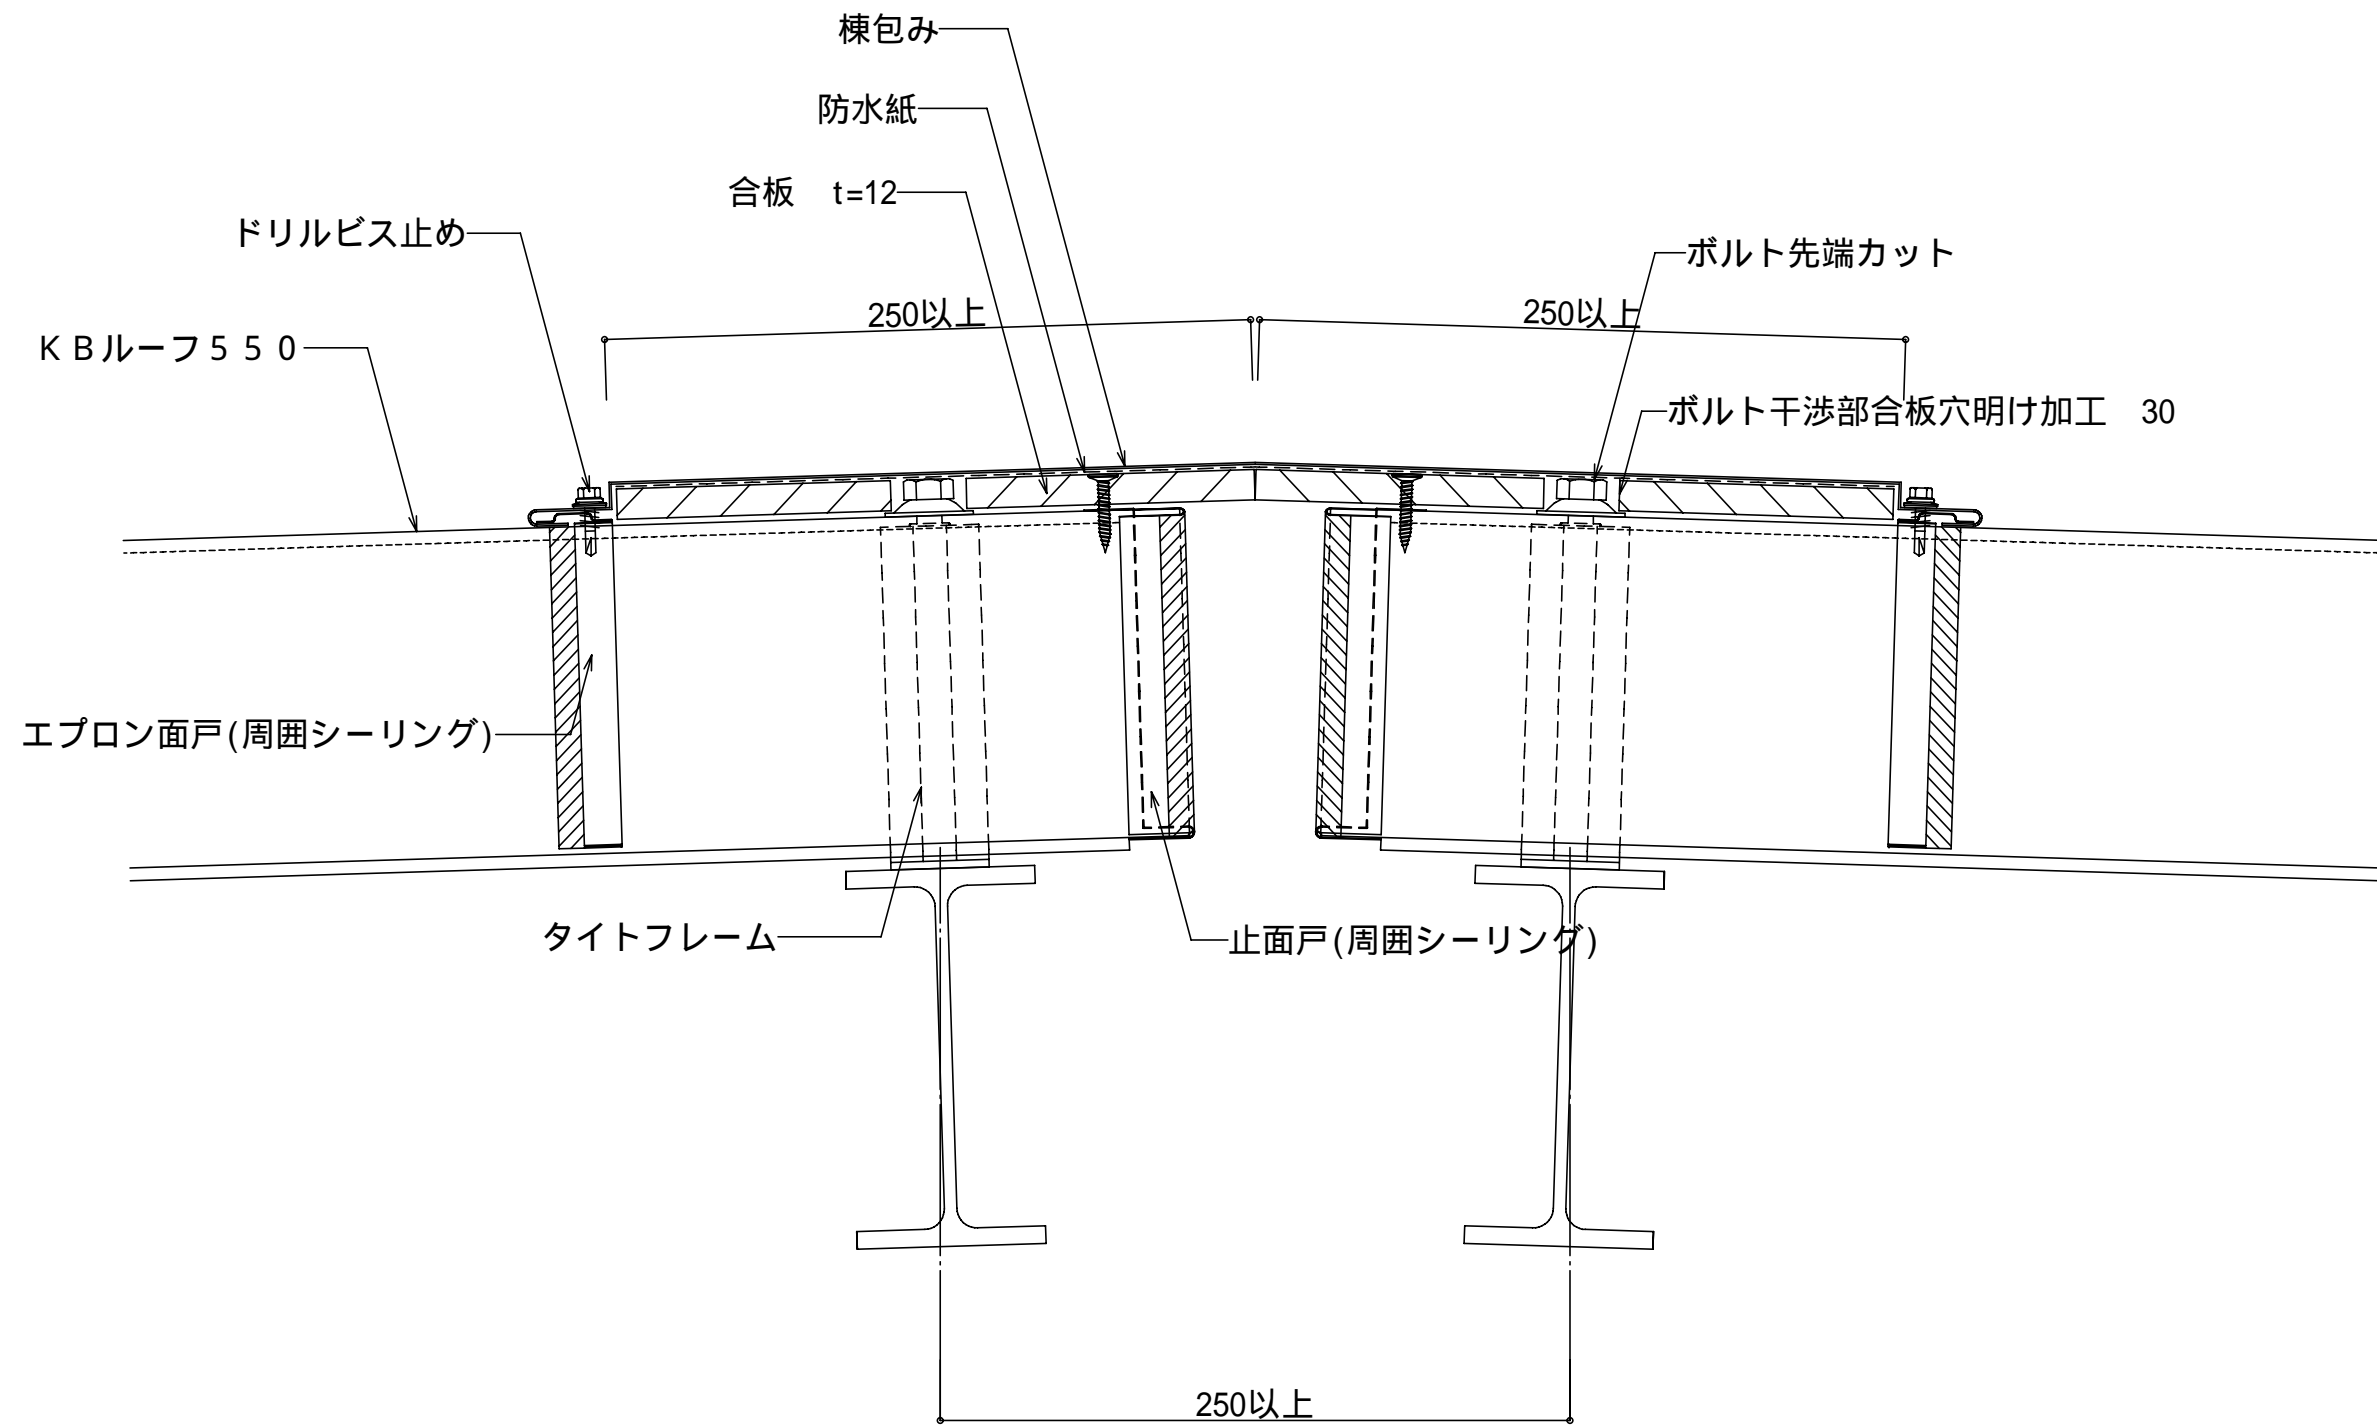 棟包み
防水紙
合板　t=12
ドリルビス止め
ボルト先端カット
250以上
250以上
ＫＢルーフ５５０
ボルト干渉部合板穴明け加工　30
エプロン面戸(周囲シーリング)
タイトフレーム
止面戸(周囲シーリング)
250以上